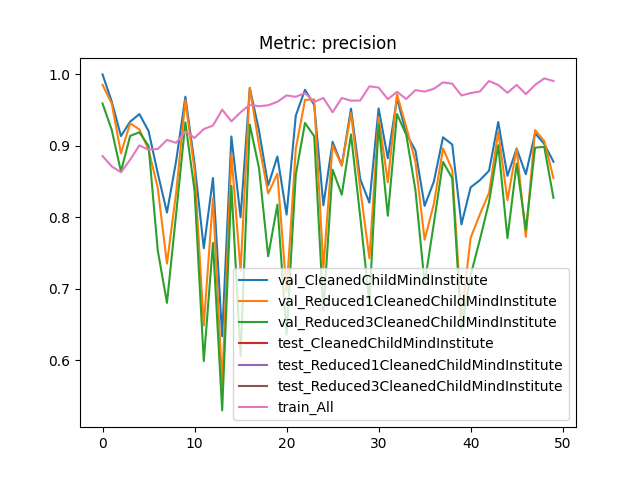 Metric: precision
1.0
0.9
0.8
0.7
0.6
val_CleanedChildMindInstitute
val_Reduced1CleanedChildMindInstitute
val_Reduced3CleanedChildMindInstitute
test_CleanedChildMindInstitute
test_Reduced1CleanedChildMindInstitute
test_Reduced3CleanedChildMindInstitute
train_All
0 10 20 30 40 50